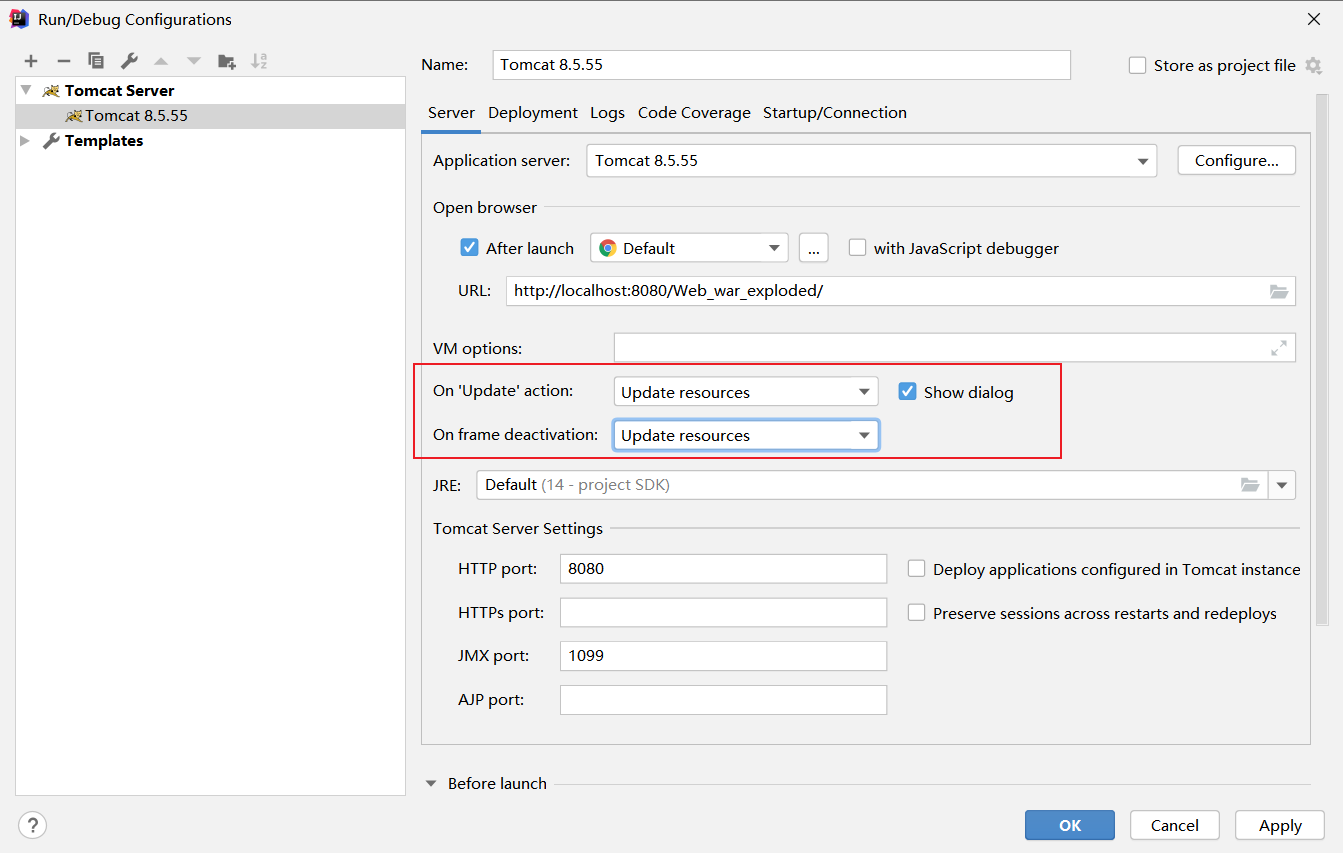 Run/Debug Configurations
Name: Tomcat 8.5.55
Store as project file
Tomcat Server
Tomcat 8.5.55
Templates
Server Deployment Logs Code Coverage Startup/Connection
Application server: Tomcat 8.5.55 Configure...
Open browser
After launch Default ... with JavaScript debugger
URL: http://localhost:8080/Web_war_exploded/
VM options:
On 'Update' action: Update resources Show dialog
On frame deactivation: Update resources
JRE: Default (14 - project SDK)
Tomcat Server Settings
HTTP port: 8080 Deploy applications configured in Tomcat instance
HTTPs port: Preserve sessions across restarts and redeploys
JMX port: 1099
AJP port:
Before launch
? OK Cancel Apply